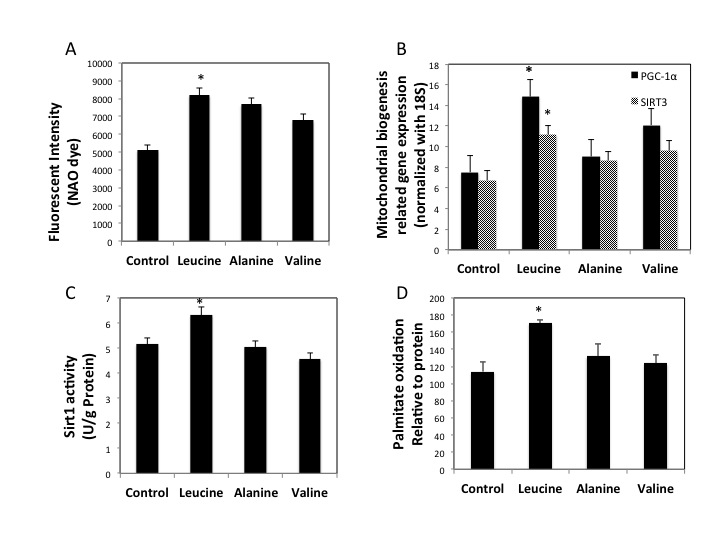 A
Fluorescent Intensity
(NAO dye)
10000
9000
8000
7000
6000
5000
4000
3000
2000
1000
0
*
Control Leucine Alanine Valine
B
Mitochondrial biogenesis
related gene expression
(normalized with 18S)
18
16
14
12
10
8
6
4
2
0
*
*
PGC-1α
SIRT3
Control Leucine Alanine Valine
C
Sirt1 activity
(U/g Protein)
7
6
5
4
3
2
1
0
*
Control Leucine Alanine Valine
D
Palmitate oxidation
Relative to protein
200
180
160
140
120
100
80
60
40
20
0
*
Control Leucine Alanine Valine